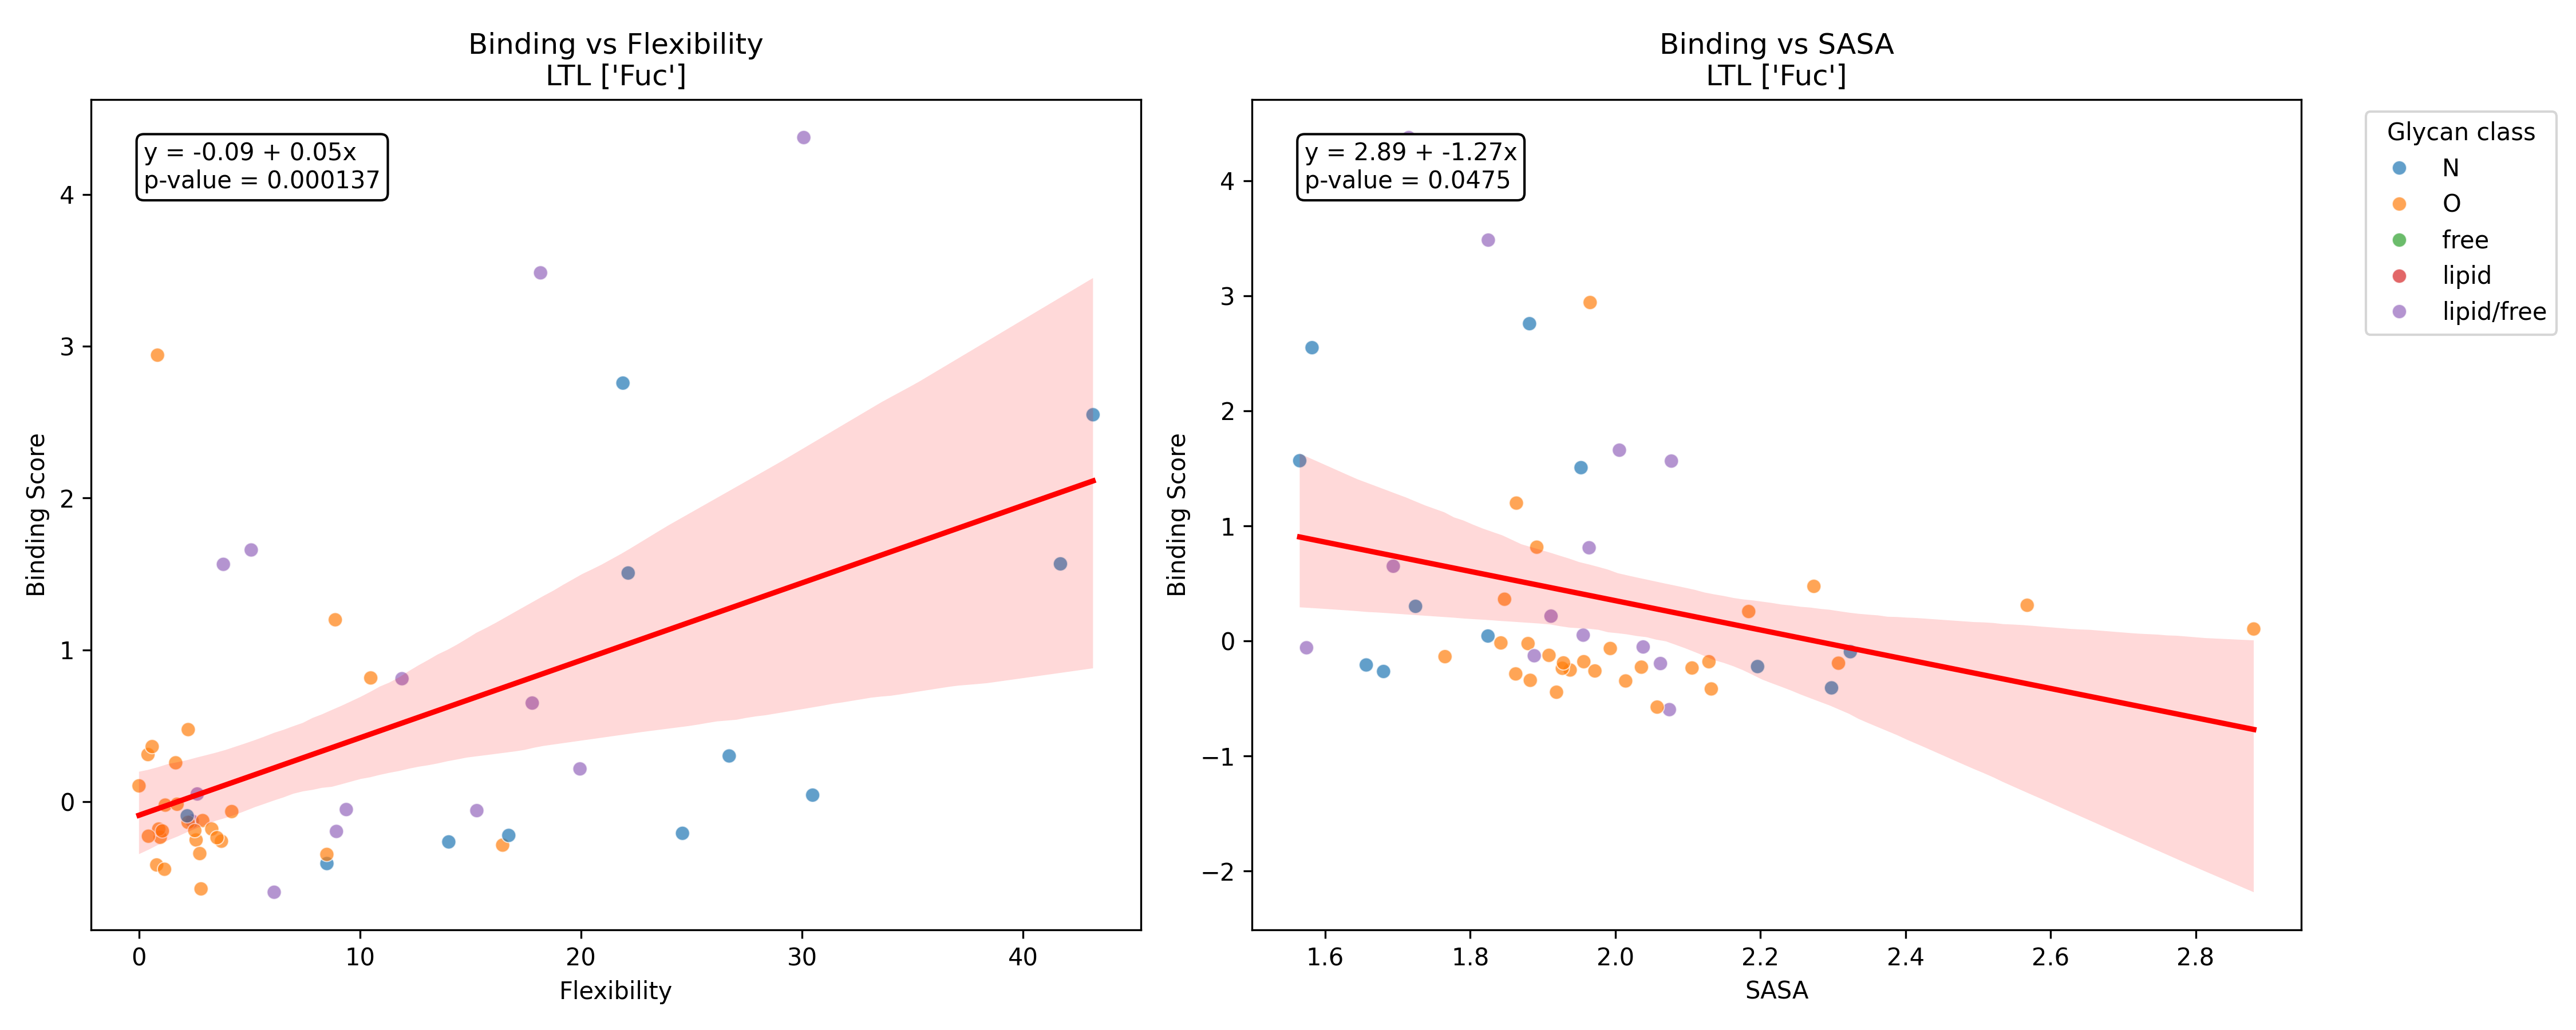 Binding vs Flexibility
LTL ['Fuc']
y = -0.09 + 0.05x
p-value = 0.000137
Binding Score
4
3
2
1
0
0 10 20 30 40
Flexibility
Binding vs SASA
LTL ['Fuc']
y = 2.89 + -1.27x
p-value = 0.0475
Binding Score
4
3
2
1
0
−1
−2
1.6 1.8 2.0 2.2 2.4 2.6 2.8
SASA
Glycan class
N
O
free
lipid
lipid/free